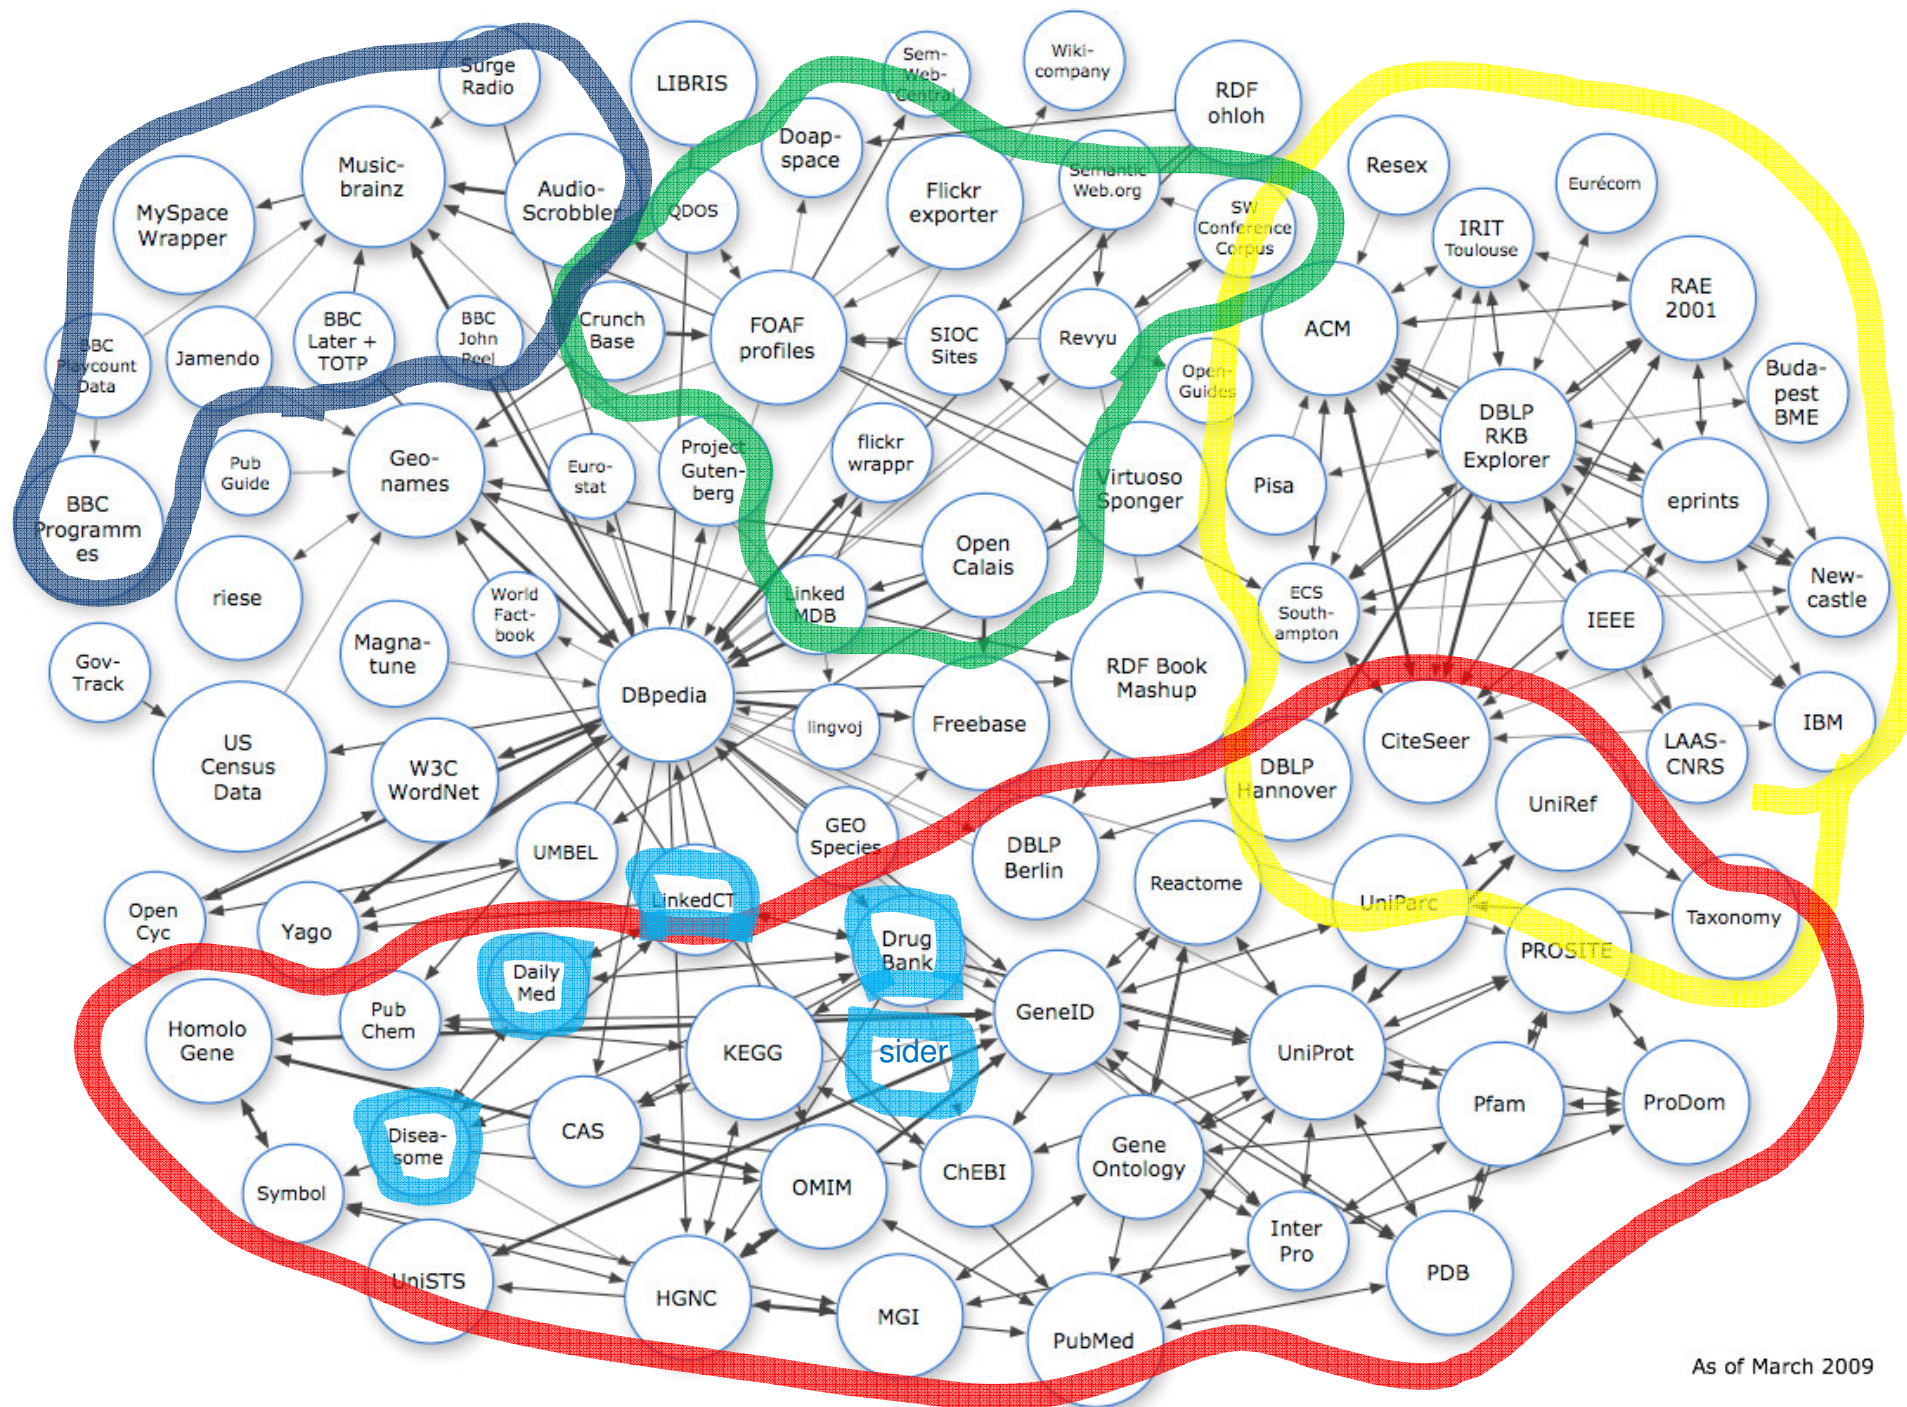 Surge
Radio
LIBRIS
Sem-
Web-
Central
Wiki-
company
RDF
ohloh
Music-
brainz
MySpace
Wrapper
Audio-
Scrobbler
QDOS
Doap-
space
Flickr
exporter
Semantic
Web.org
SW
Conference
Corpus
Resex
Eurécom
IRIT
Toulouse
RAE
2001
BBC
Playcount
Data
Jamendo
BBC
Later +
TOTP
BBC
John
Peel
Crunch
Base
FOAF
profiles
SIOC
Sites
Revyu
Open-
Guides
ACM
Buda-
pest
BME
BBC
Programm
es
Pub
Guide
Geo-
names
Euro-
stat
Project
Guten-
berg
flickr
wrappr
Virtuoso
Sponger
Pisa
DBLP
RKB
Explorer
eprints
riese
World
Fact-
book
Linked
MDB
Open
Calais
ECS
South-
ampton
IEEE
New-
castle
Gov-
Track
Magna-
tune
DBpedia
RDF Book
Mashup
US
Census
Data
W3C
WordNet
lingvoj
Freebase
DBLP
Hannover
CiteSeer
LAAS-
CNRS
IBM
UMBEL
GEO
Species
DBLP
Berlin
UniRef
Open
Cyc
Yago
LinkedCT
Reactome
UniParc
Taxonomy
Daily
Med
Drug
Bank
PROSITE
Homolo
Gene
Pub
Chem
KEGG
sider
GeneID
UniProt
Pfam
ProDom
Disea-
some
CAS
Symbol
OMIM
ChEBI
Gene
Ontology
UniSTS
HGNC
MGI
PubMed
Inter
Pro
PDB
As of March 2009